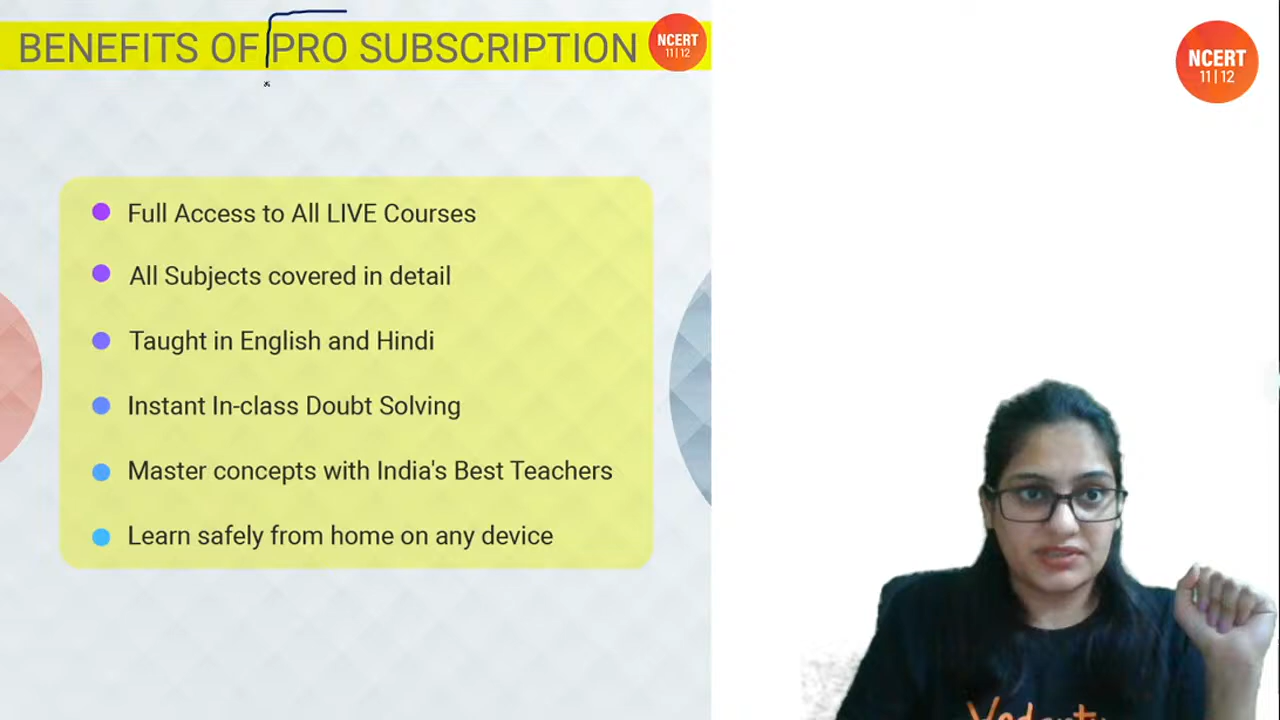 BENEFITS OF PRO SUBSCRIPTION
NCERT
11|12
NCERT
11|12
Full Access to All LIVE Courses
All Subjects covered in detail
Taught in English and Hindi
Instant In-class Doubt Solving
Master concepts with India's Best Teachers
Learn safely from home on any device